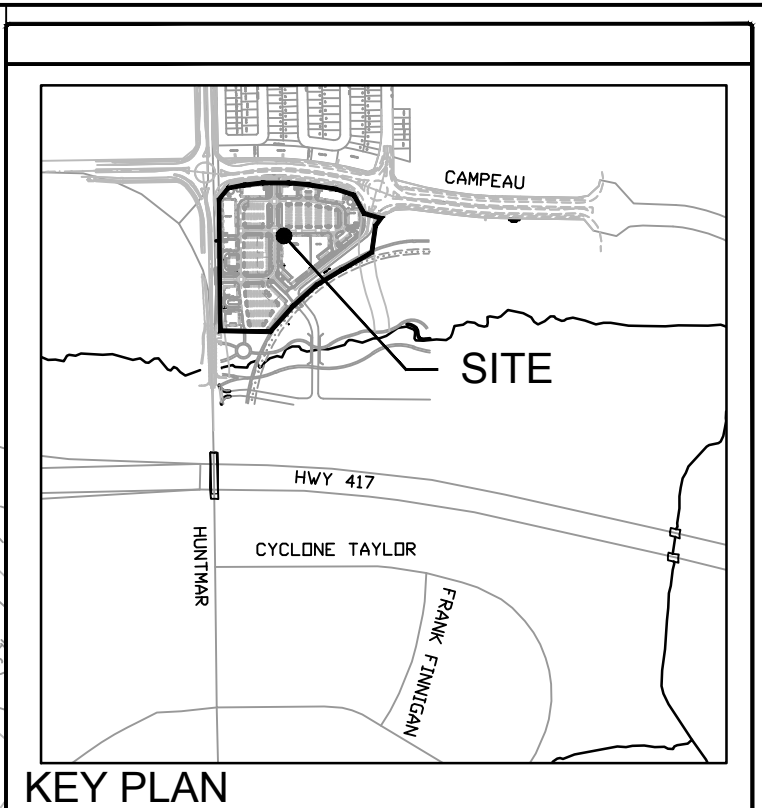 CAMPEAU
SITE
HWY 417
HUNTMAR
CYCLONE TAYLOR
FRANK FINNIGAN
KEY PLAN